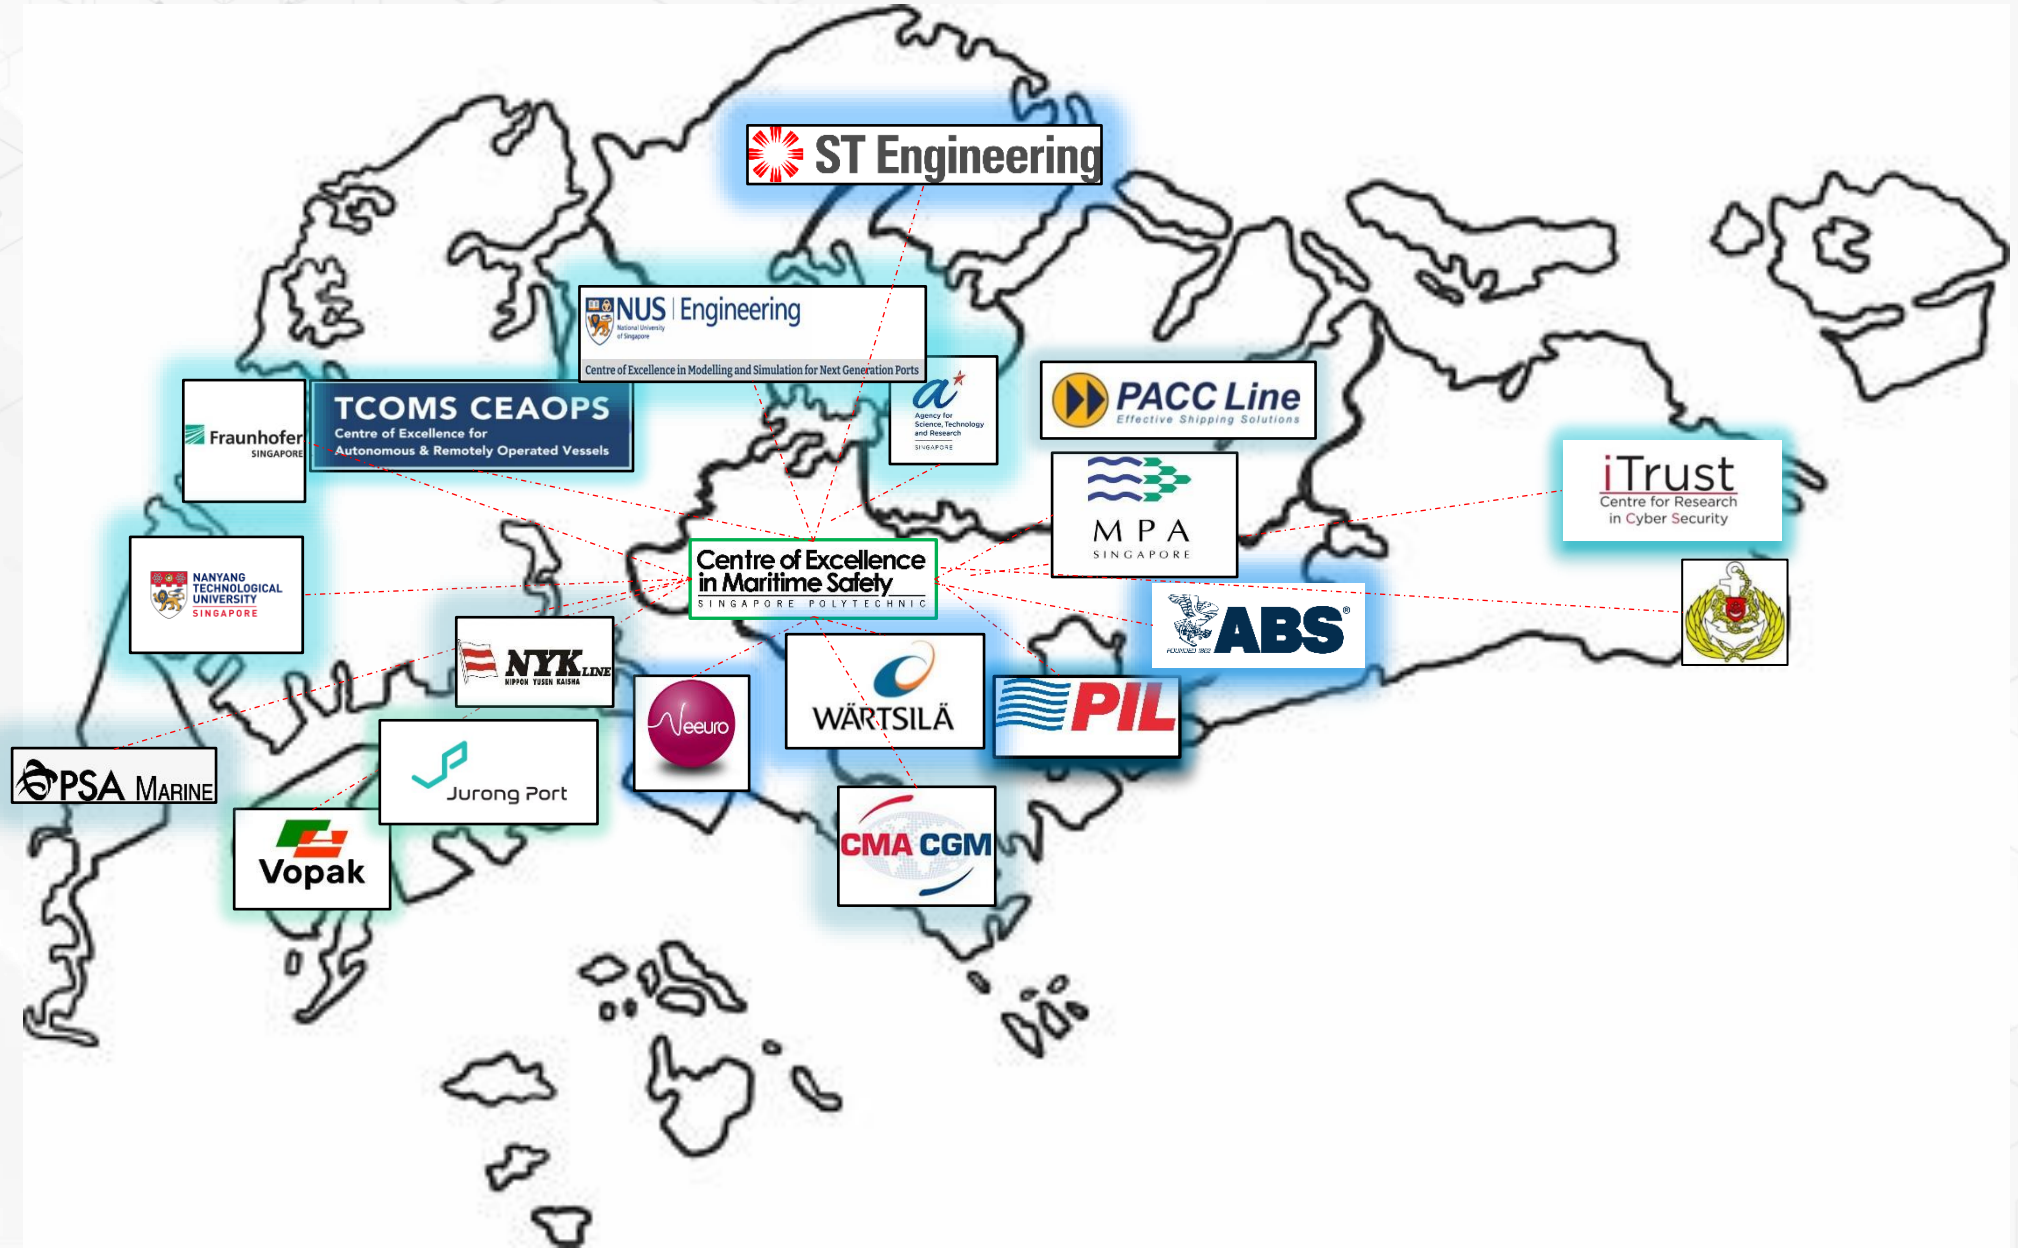 ST Engineering
NUS Engineering
National University
of Singapore
Centre of Excellence in Modelling and Simulation for Next Generation Ports
a
Agency for
Science, Technology
and Research
SINGAPORE
PACC Line
Effective Shipping Solutions
Fraunhofer
SINGAPORE
TCOMS CEAOPS
Centre of Excellence for
Autonomous & Remotely Operated Vessels
MPA
SINGAPORE
iTrust
Centre for Research
in Cyber Security
NANYANG
TECHNOLOGICAL
UNIVERSITY
SINGAPORE
Centre of Excellence
in Maritime Safety
SINGAPORE POLYTECHNIC
ABS®
FOUNDED 1862
NYK LINE
NIPPON YUSEN KAISHA
Neeuro
WÄRTSILÄ
PIL
PSA MARINE
JP
Jurong Port
Vopak
CMA CGM